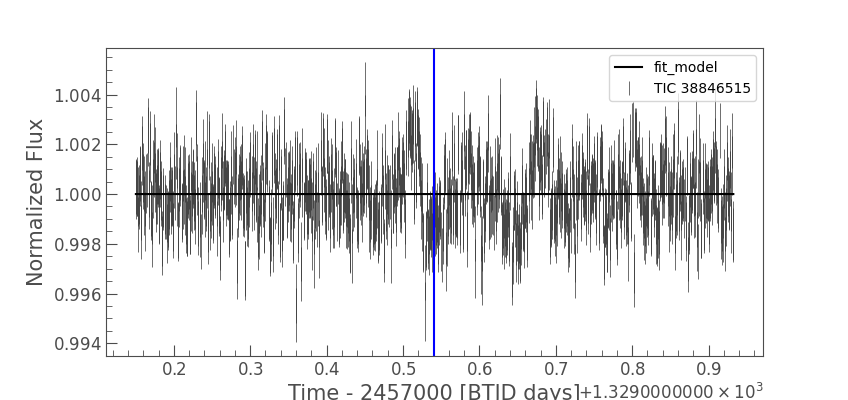 fit_model
TIC 38846515
1.004
1.002
1.000
0.998
0.996
0.994
Normalized Flux
0.2 0.3 0.4 0.5 0.6 0.7 0.8 0.9
Time - 2457000 [BTJD days]
+1.3290000000 × 10³